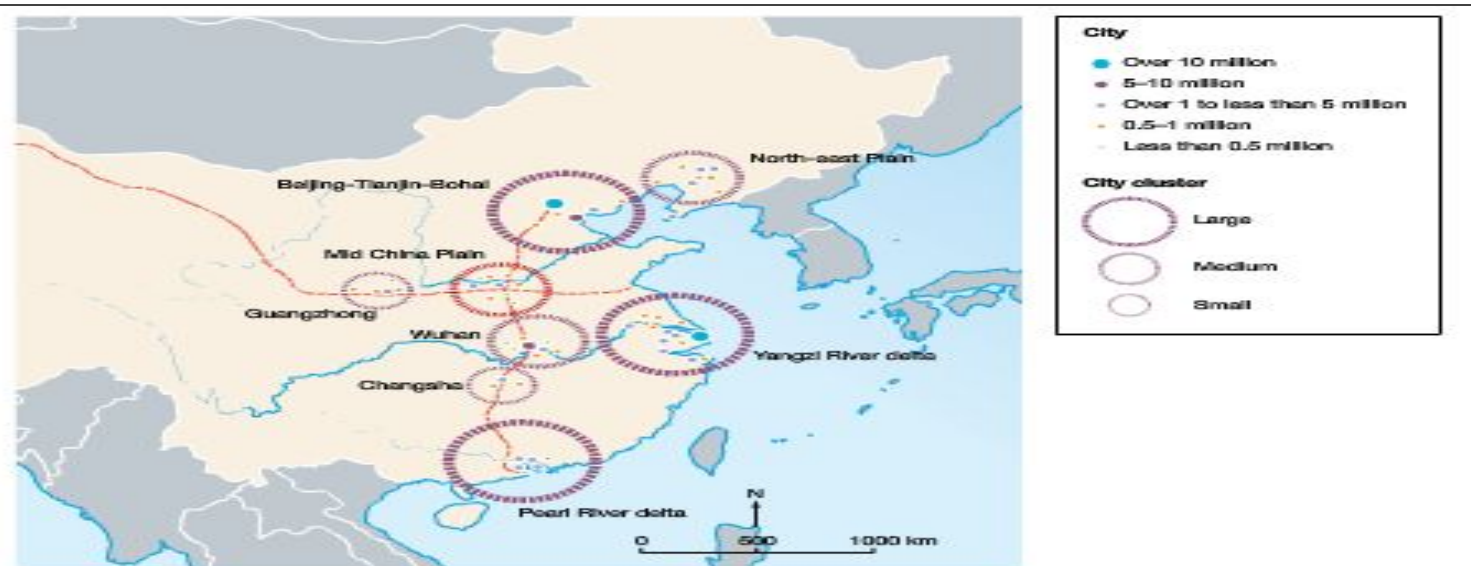 North-east Plain
Beijing-Tianjin-Bohai
Mid China Plain
Guangzhong
Wuhan
Yangzi River delta
Changsha
Pearl River delta
N
0 500 1000 km
City
Over 10 million
5–10 million
Over 1 to less than 5 million
0.5–1 million
Less than 0.5 million
City cluster
Large
Medium
Small